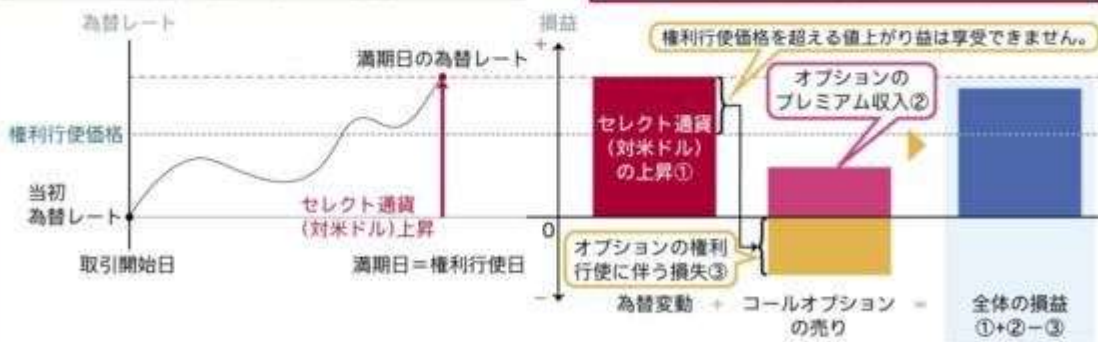 為替レート
満期日の為替レート
権利行使価格
当初
為替レート
セレクト通貨
(対米ドル)上昇
取引開始日
満期日=権利行使日
損益
+
0
−
権利行使価格を超える値上がり益は享受できません。
オプションの
プレミアム収入②
セレクト通貨
(対米ドル)
の上昇①
オプションの権利
行使に伴う損失③
為替変動 + コールオプション
の売り
=
全体の損益
①+②−③